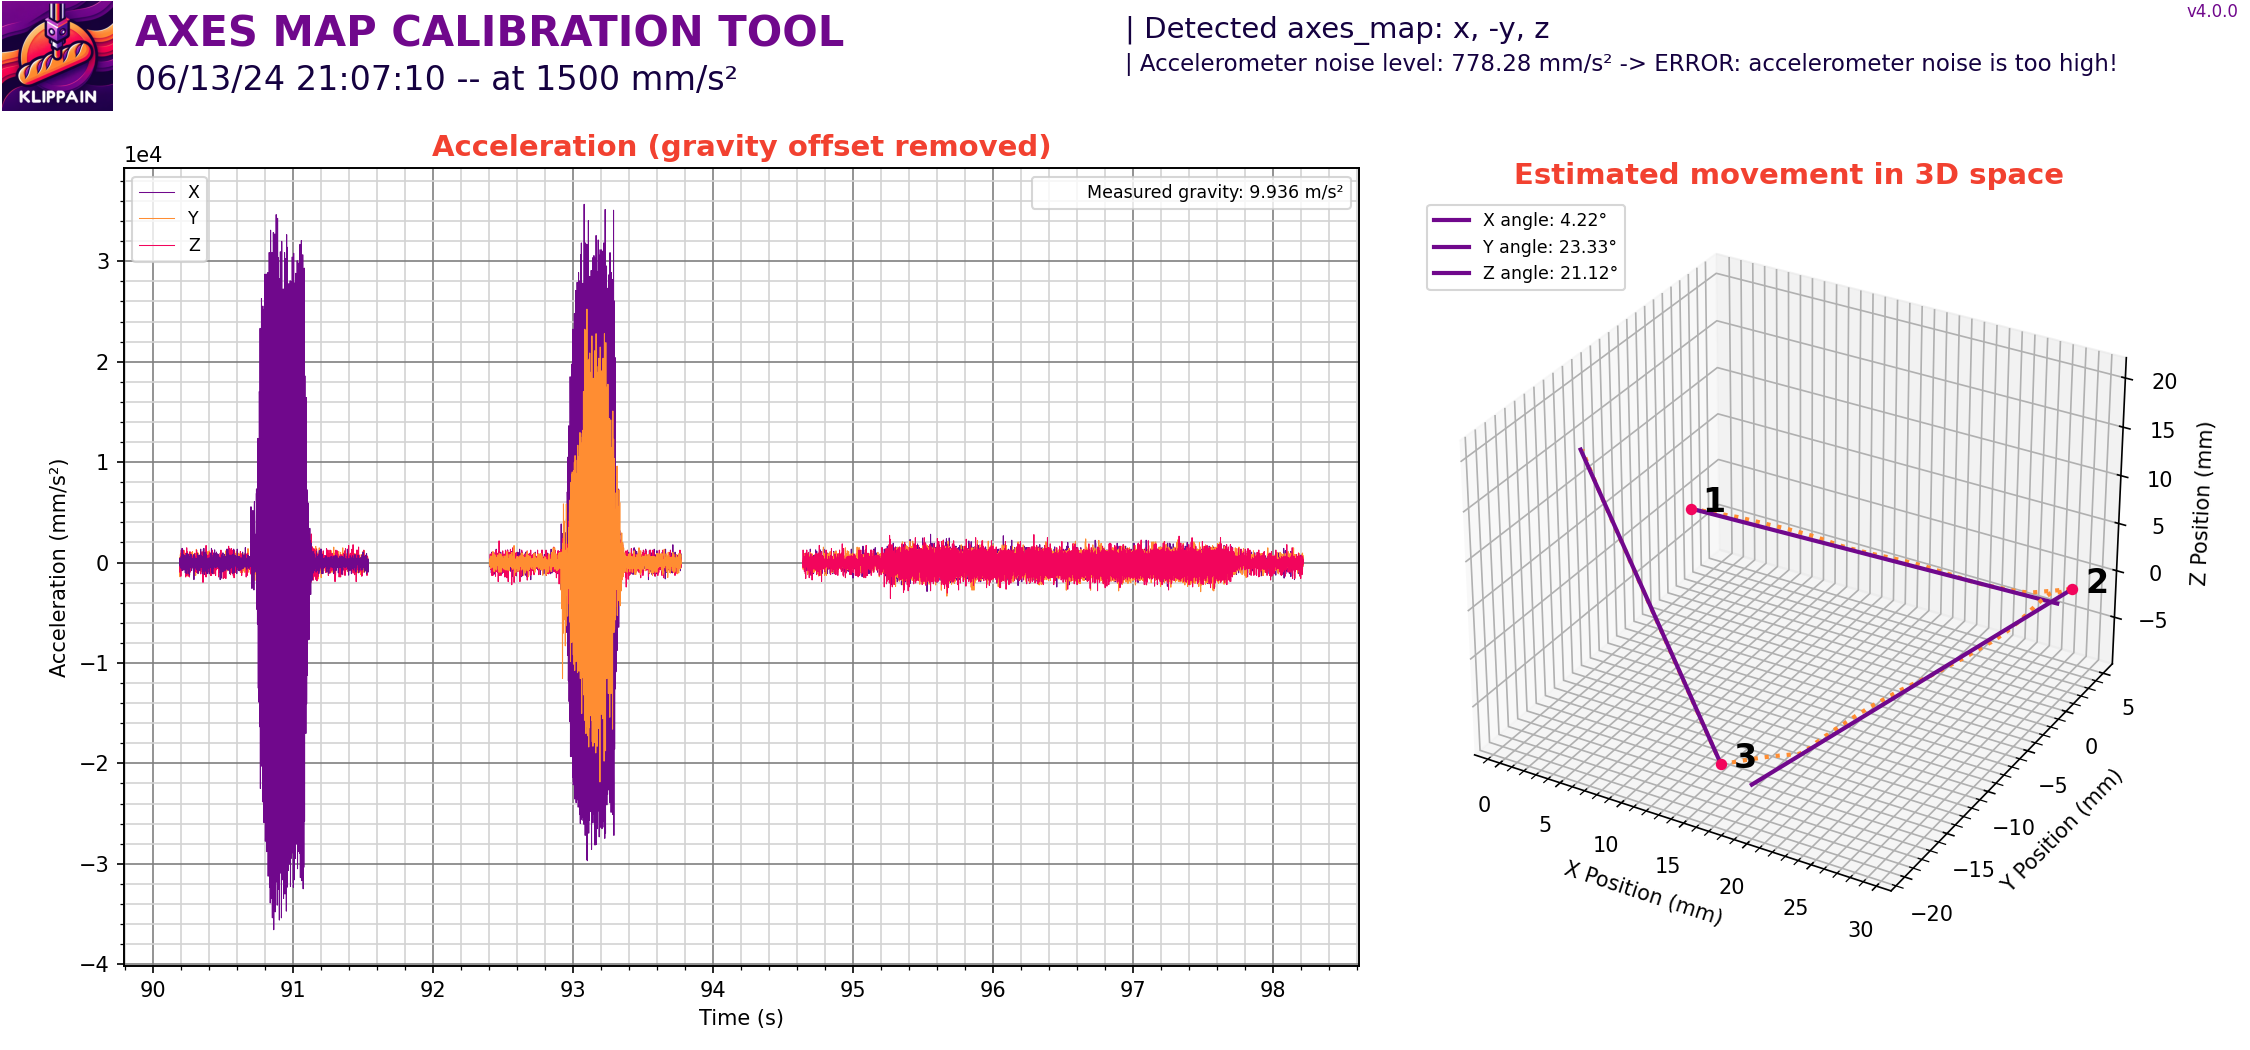 KLIPPAIN
AXES MAP CALIBRATION TOOL
06/13/24 21:07:10 -- at 1500 mm/s²
| Detected axes_map: x, -y, z
| Accelerometer noise level: 778.28 mm/s² -> ERROR: accelerometer noise is too high!
v4.0.0
Acceleration (gravity offset removed)
1e4
X
Y
Z
Measured gravity: 9.936 m/s²
3
2
1
0
−1
−2
−3
−4
Acceleration (mm/s²)
90 91 92 93 94 95 96 97 98
Time (s)
Estimated movement in 3D space
X angle: 4.22°
Y angle: 23.33°
Z angle: 21.12°
1
2
3
20
15
10
5
0
−5
Z Position (mm)
5
0
−5
−10
−15
−20
Y Position (mm)
0
5
10
15
20
25
30
X Position (mm)